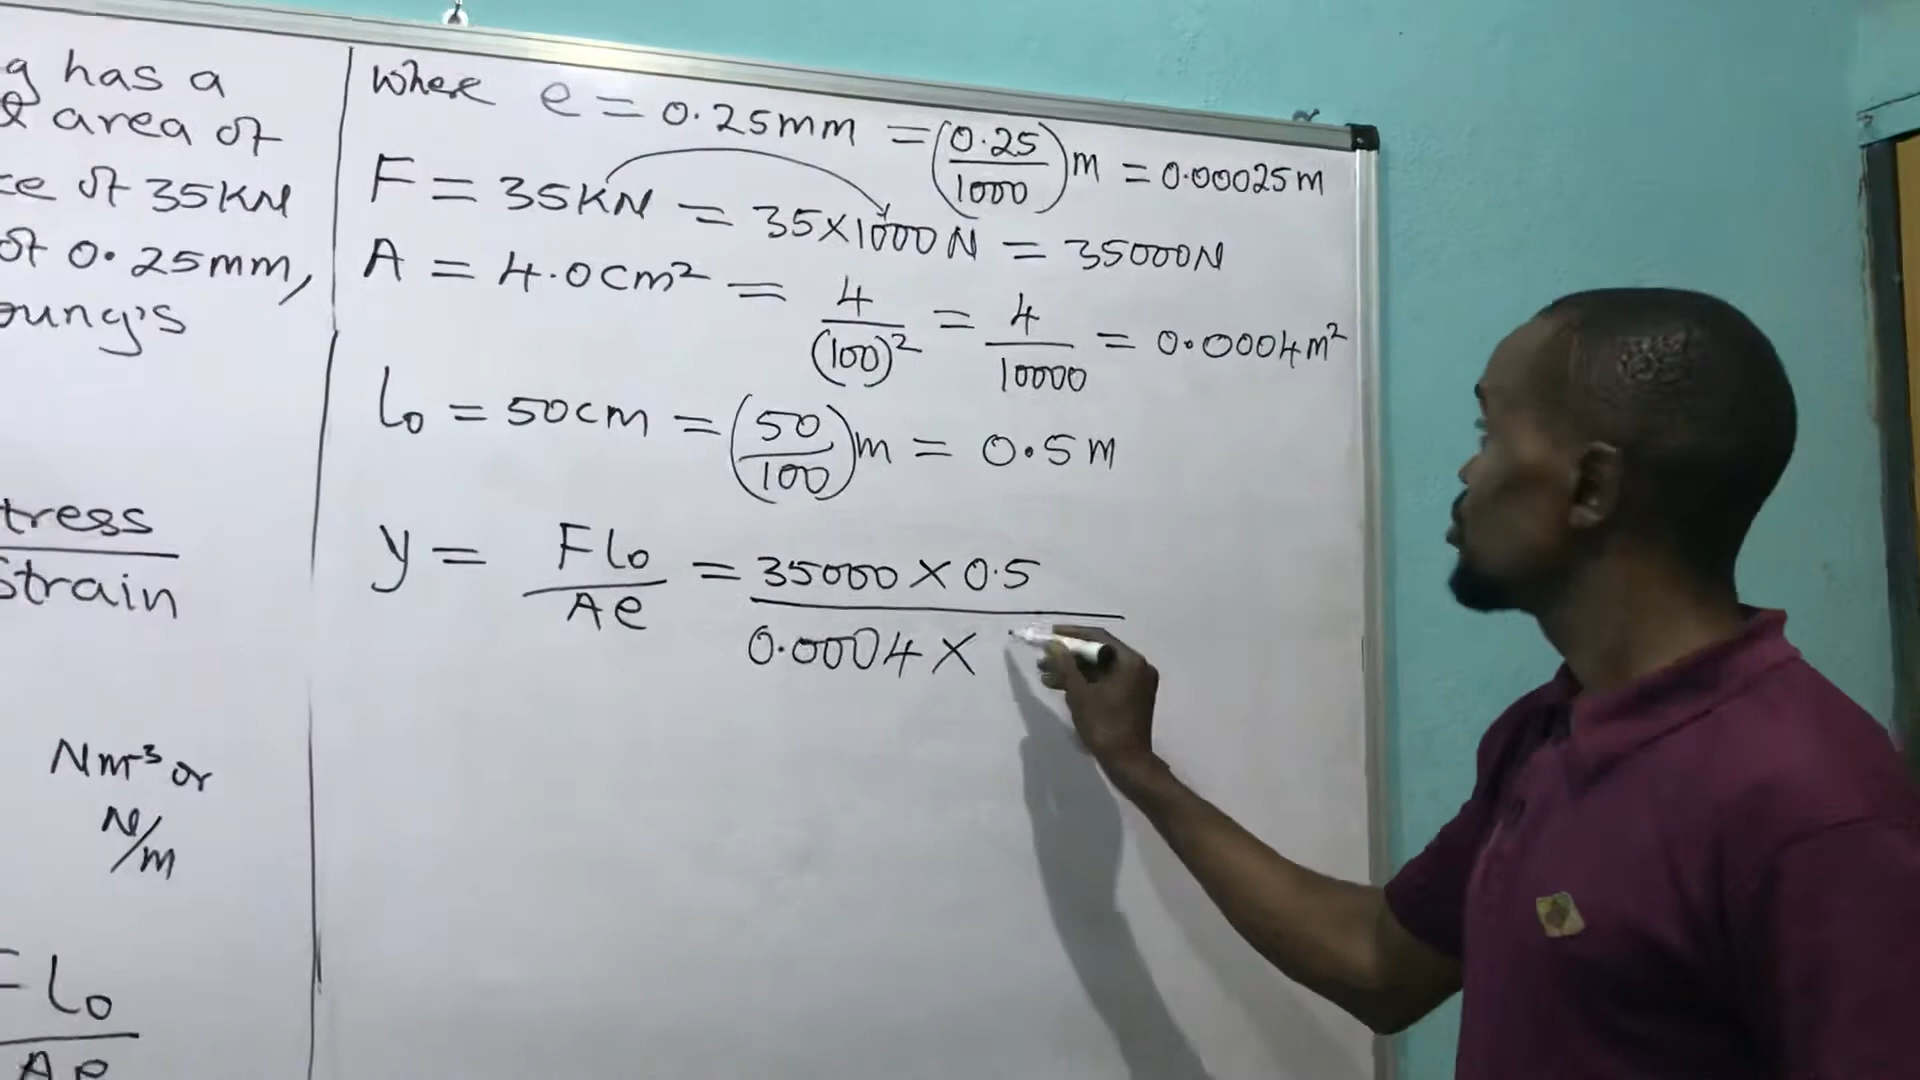 g has a
area of
ce of 35KN
of 0.25mm,
oung's
tress
Strain
Nm⁻³ or
N/m
= l₀
Ae
Where e = 0.25mm = (0.25/1000)m = 0.00025m
F = 35KN = 35×1000N = 35000N
A = 4.0cm² = 4/(100)² = 4/10000 = 0.0004m²
l₀ = 50cm = (50/100)m = 0.5m
y = Fl₀/Ae = 35000 × 0.5
0.0004 ×